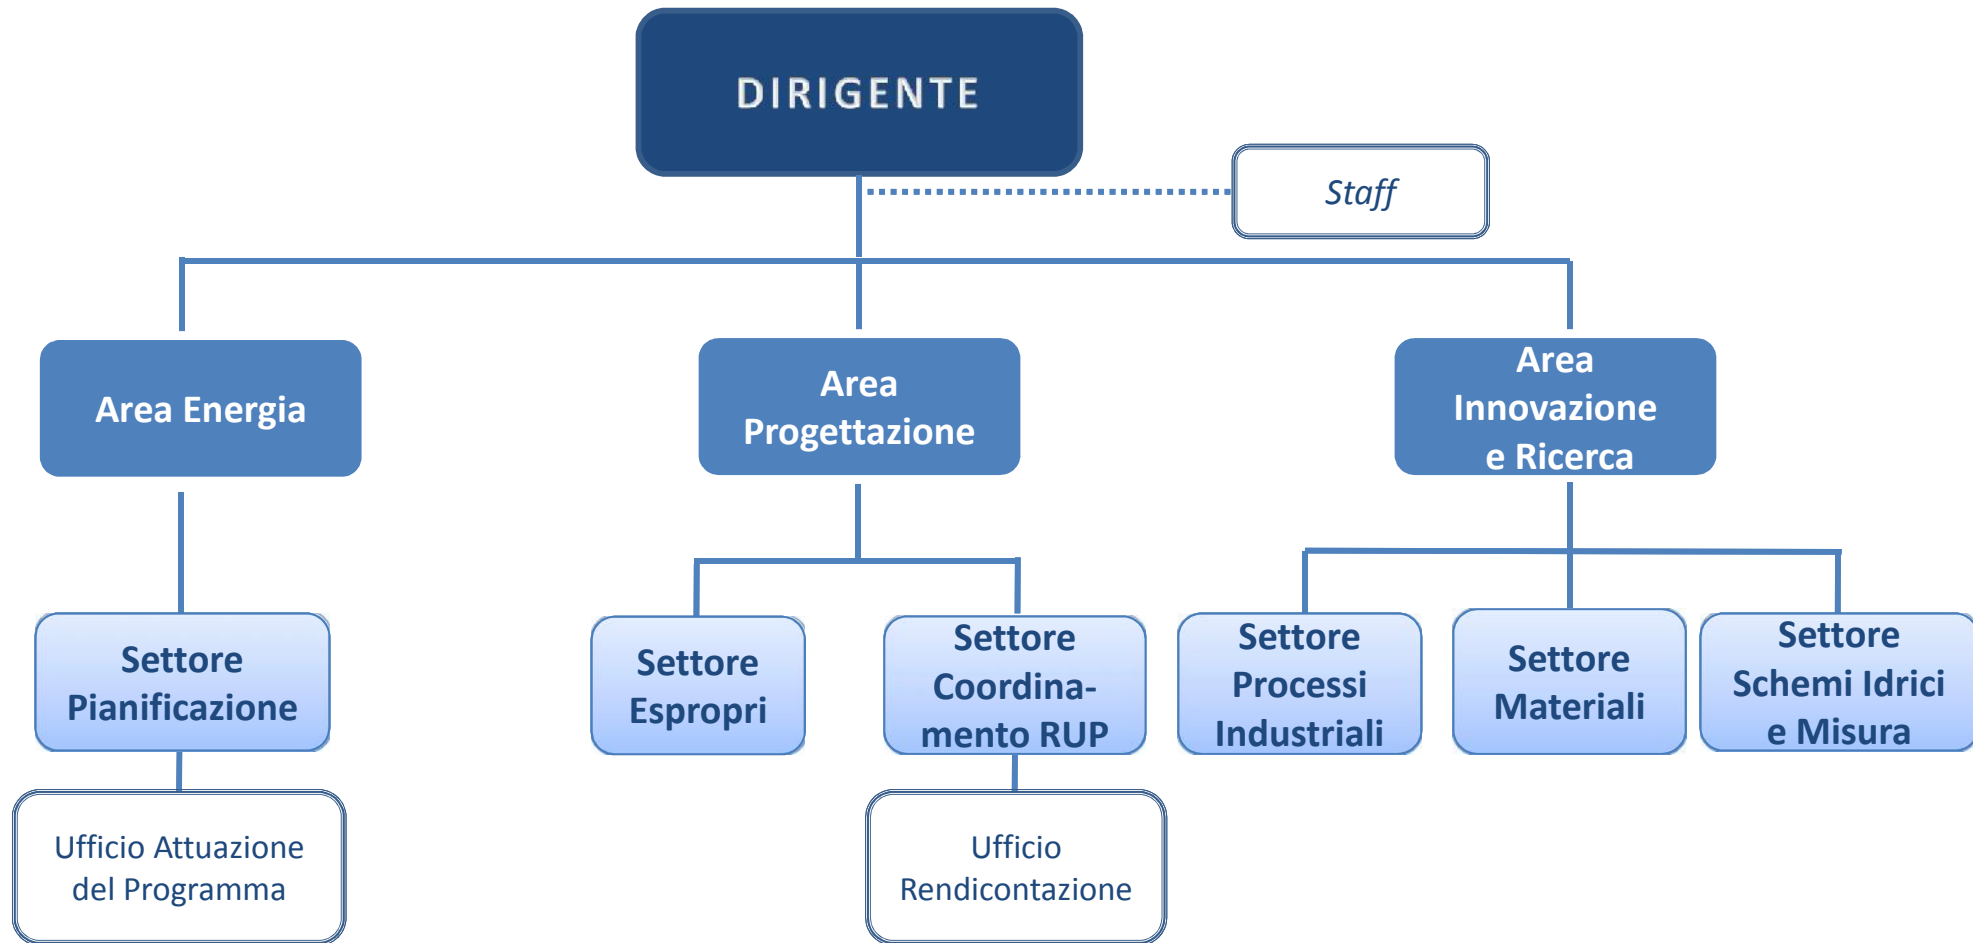 DIRIGENTE
Staff
Area Energia
Area
Progettazione
Area
Innovazione
e Ricerca
Settore
Pianificazione
Settore
Espropri
Settore
Coordina-
mento RUP
Settore
Processi
Industriali
Settore
Materiali
Settore
Schemi Idrici
e Misura
Ufficio Attuazione
del Programma
Ufficio
Rendicontazione